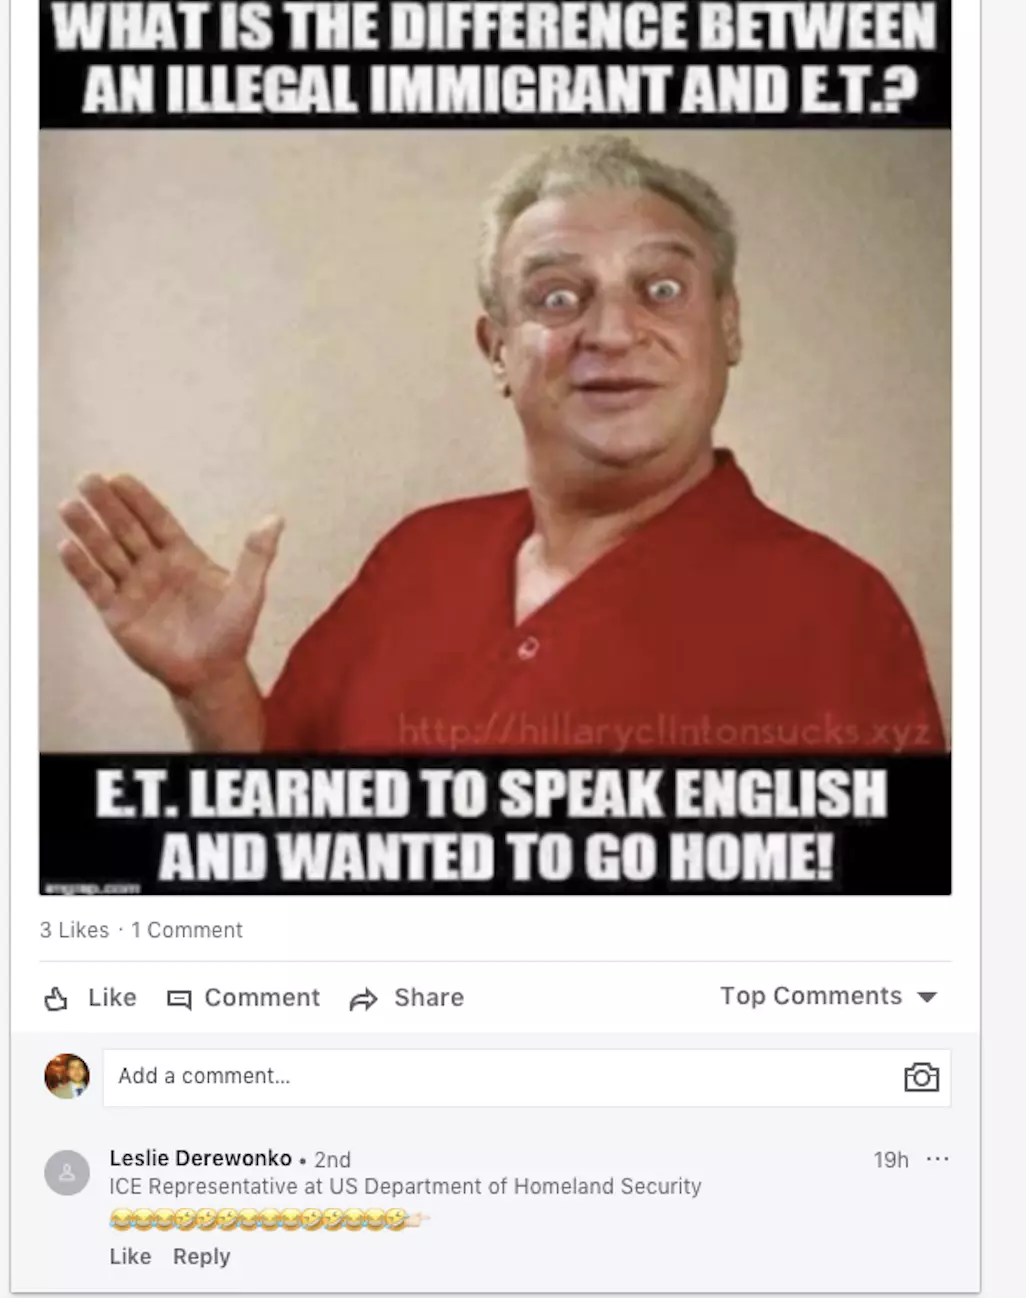 WHAT IS THE DIFFERENCE BETWEEN
AN ILLEGAL IMMIGRANT AND E.T.?
http://hillaryclintonsucks.xyz
E.T. LEARNED TO SPEAK ENGLISH
AND WANTED TO GO HOME!
imgflip.com
3 Likes · 1 Comment
Like Comment Share Top Comments
Add a comment...
Leslie Derewonko • 2nd 19h ...
ICE Representative at US Department of Homeland Security
😂😂😂🤣🤣🤣😂😂😂🤣🤣😂😂🤣👉🏻
Like Reply